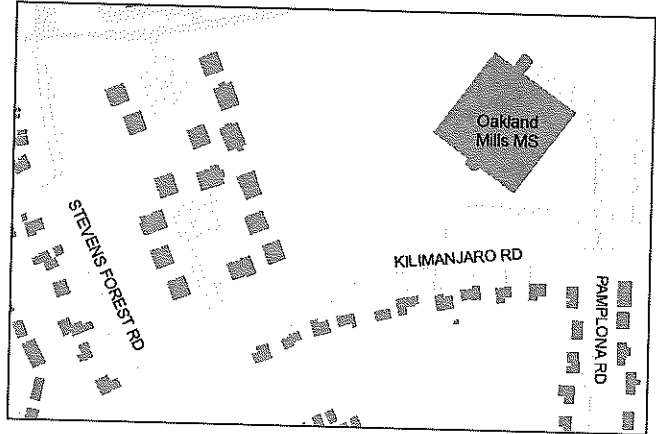 Oakland
Mills MS
STEVENS FOREST RD
KILIMANJARO RD
PAMPLONA RD